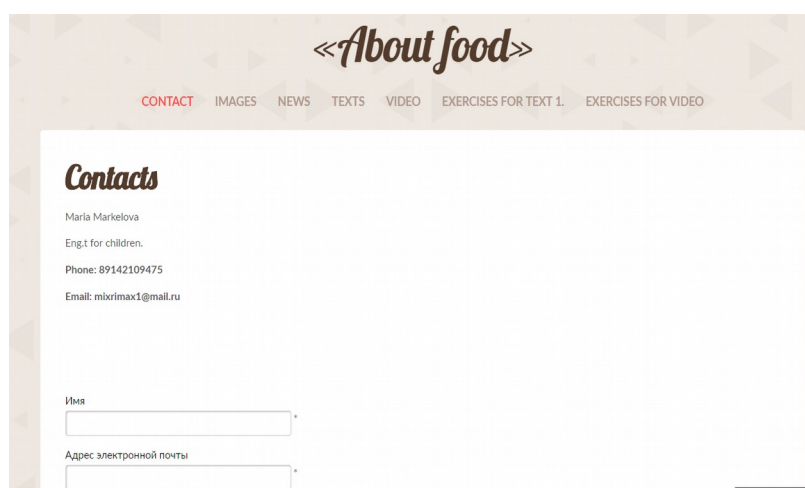 «About food»
CONTACT IMAGES NEWS TEXTS VIDEO EXERCISES FOR TEXT 1. EXERCISES FOR VIDEO
Contacts
Maria Markelova
Eng.t for children.
Phone: 89142109475
Email: mixrimax1@mail.ru
Имя
*
Адрес электронной почты
*